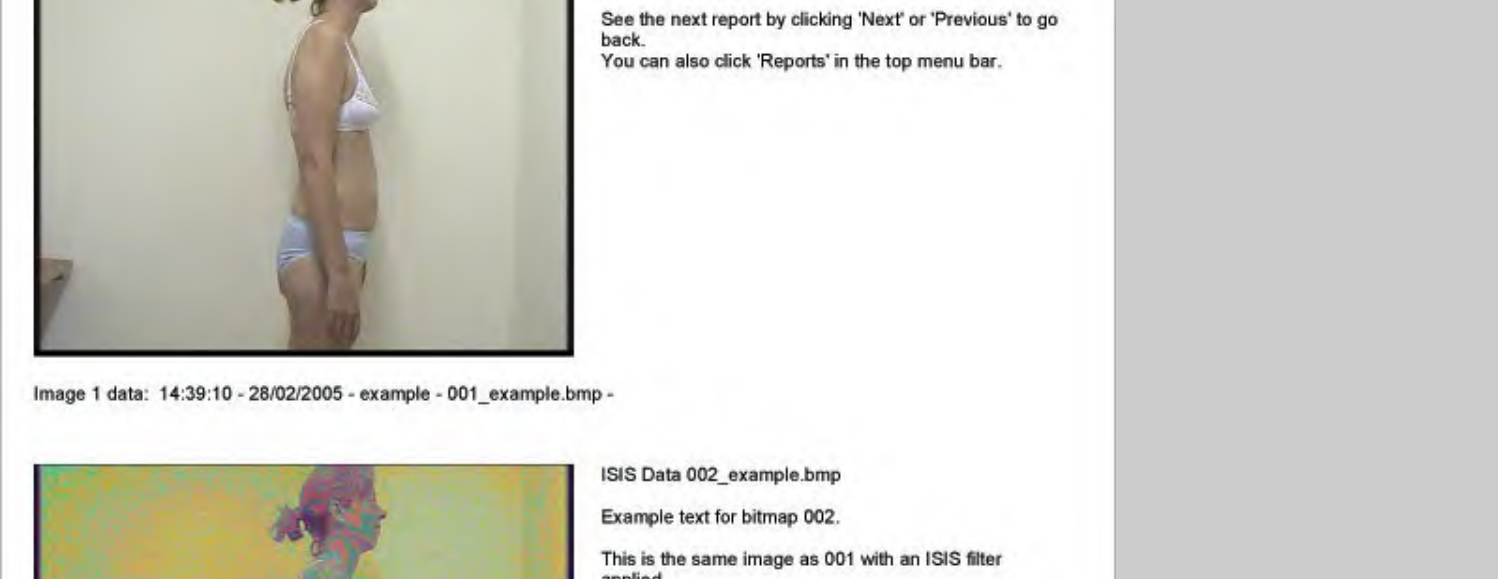 See the next report by clicking 'Next' or 'Previous' to go
back.
You can also click 'Reports' in the top menu bar.
Image 1 data:  14:39:10 - 28/02/2005 - example - 001_example.bmp -
ISIS Data 002_example.bmp
Example text for bitmap 002.
This is the same image as 001 with an ISIS filter
applied